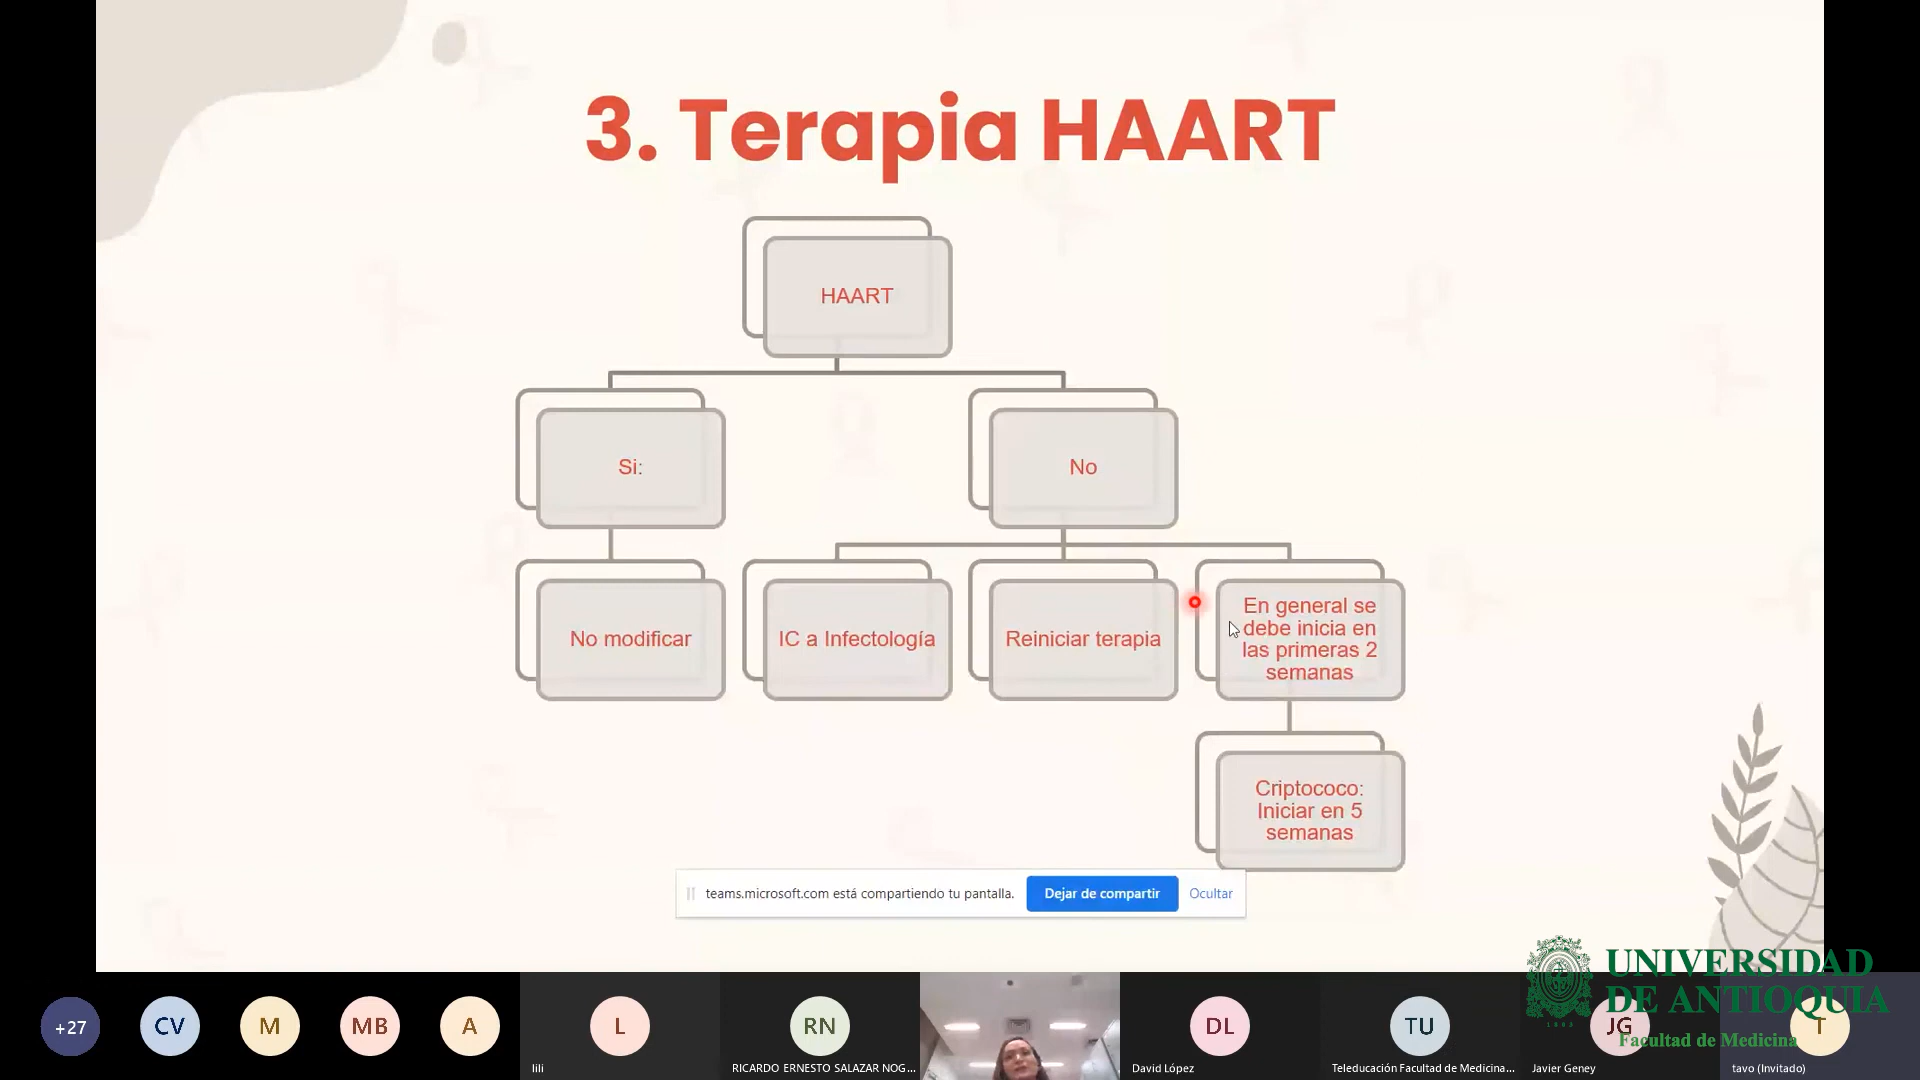 3. Terapia HAART
HAART
Si:
No
No modificar
IC a Infectología
Reiniciar terapia
En general se
debe inicia en
las primeras 2
semanas
Criptococo:
Iniciar en 5
semanas
teams.microsoft.com está compartiendo tu pantalla.
Dejar de compartir
Ocultar
UNIVERSIDAD
DE ANTIOQUIA
1803
Facultad de Medicina
+27
CV
M
MB
A
L
RN
DL
TU
JG
T
lili
RICARDO ERNESTO SALAZAR NOG...
David López
Teleducación Facultad de Medicina...
Javier Geney
tavo (Invitado)